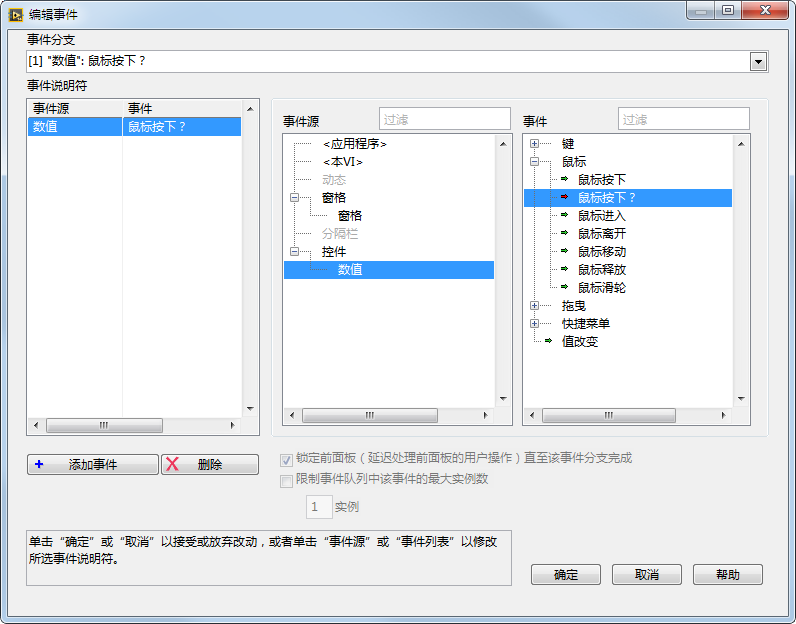 编辑事件
事件分支
[1] "数值": 鼠标按下？
事件说明符
事件源 事件
数值 鼠标按下？
事件源 过滤
<应用程序>
<本VI>
动态
窗格
窗格
分隔栏
控件
数值
事件 过滤
键
鼠标
鼠标按下
鼠标按下？
鼠标进入
鼠标离开
鼠标移动
鼠标释放
鼠标滑轮
拖曳
快捷菜单
值改变
添加事件 删除
锁定前面板（延迟处理前面板的用户操作）直至该事件分支完成
限制事件队列中该事件的最大实例数
1 实例
单击“确定”或“取消”以接受或放弃改动，或者单击“事件源”或“事件列表”以修改
所选事件说明符。
确定 取消 帮助